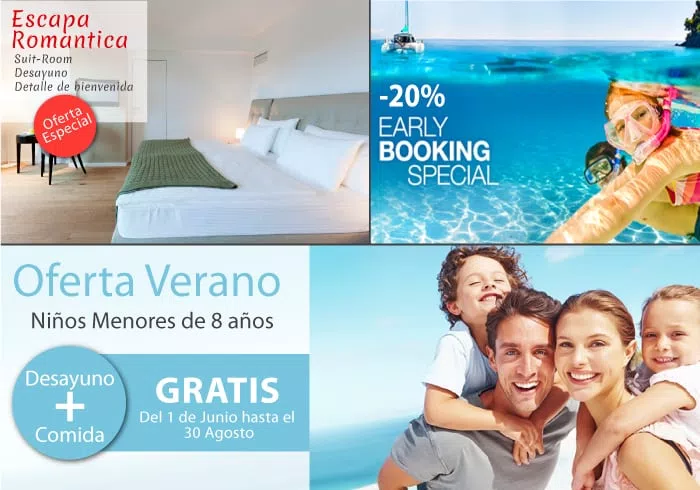 Escapa
Romantica
Suit-Room
Desayuno
Detalle de bienvenida
Oferta
Especial
-20%
EARLY
BOOKING
SPECIAL
Oferta Verano
Niños Menores de 8 años
Desayuno
+
Comida
GRATIS
Del 1 de Junio hasta el
30 Agosto